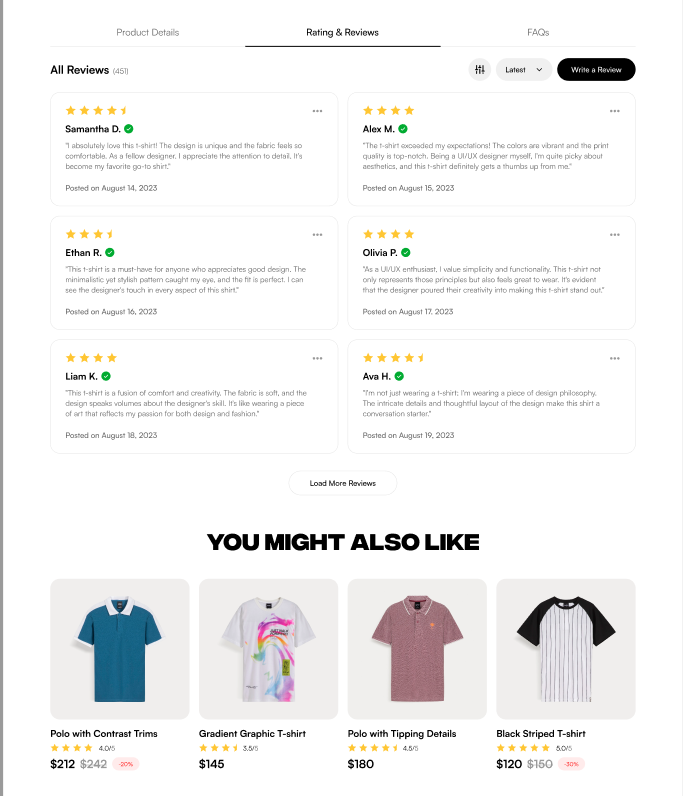 Product Details
Rating & Reviews
FAQs
All Reviews (451)
Latest
Write a Review
Samantha D.
"I absolutely love this t-shirt! The design is unique and the fabric feels so
comfortable. As a fellow designer, I appreciate the attention to detail. It's
become my favorite go-to shirt."
Posted on August 14, 2023
Alex M.
"The t-shirt exceeded my expectations! The colors are vibrant and the print
quality is top-notch. Being a UI/UX designer myself, I'm quite picky about
aesthetics, and this t-shirt definitely gets a thumbs up from me."
Posted on August 15, 2023
Ethan R.
"This t-shirt is a must-have for anyone who appreciates good design. The
minimalistic yet stylish pattern caught my eye, and the fit is perfect. I can
see the designer's touch in every aspect of this shirt."
Posted on August 16, 2023
Olivia P.
"As a UI/UX enthusiast, I value simplicity and functionality. This t-shirt not
only represents those principles but also feels great to wear. It's evident
that the designer poured their creativity into making this t-shirt stand out."
Posted on August 17, 2023
Liam K.
"This t-shirt is a fusion of comfort and creativity. The fabric is soft, and the
design speaks volumes about the designer's skill. It's like wearing a piece
of art that reflects my passion for both design and fashion."
Posted on August 18, 2023
Ava H.
"I'm not just wearing a t-shirt; I'm wearing a piece of design philosophy.
The intricate details and thoughtful layout of the design make this shirt a
conversation starter."
Posted on August 19, 2023
Load More Reviews
YOU MIGHT ALSO LIKE
Polo with Contrast Trims
4.0/5
$212 $242 -20%
Gradient Graphic T-shirt
3.5/5
$145
Polo with Tipping Details
4.5/5
$180
Black Striped T-shirt
5.0/5
$120 $150 -30%